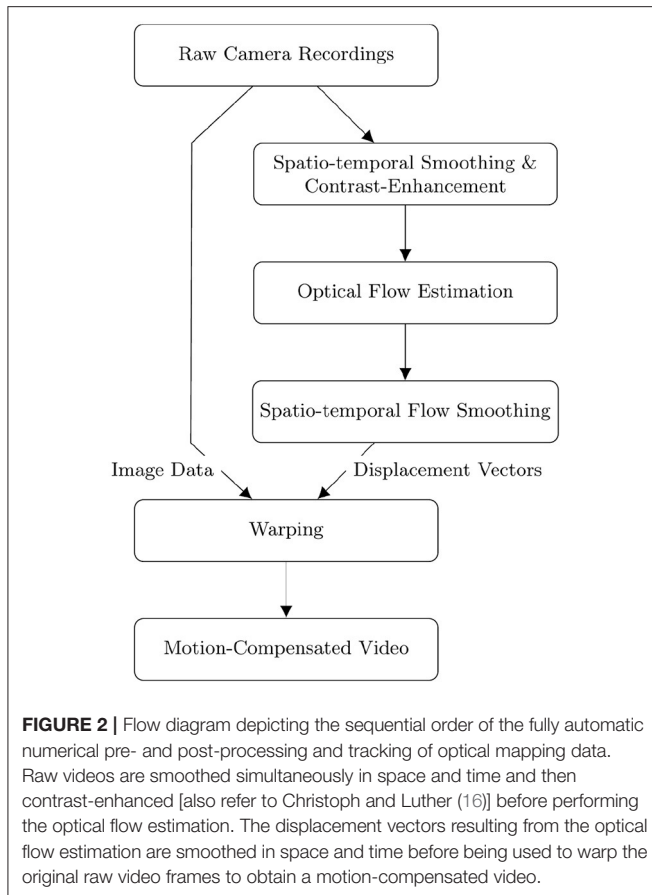 Raw Camera Recordings
Spatio-temporal Smoothing &
Contrast-Enhancement
Optical Flow Estimation
Spatio-temporal Flow Smoothing
Image Data
Displacement Vectors
Warping
Motion-Compensated Video
FIGURE 2 | Flow diagram depicting the sequential order of the fully automatic
numerical pre- and post-processing and tracking of optical mapping data.
Raw videos are smoothed simultaneously in space and time and then
contrast-enhanced [also refer to Christoph and Luther (16)] before performing
the optical flow estimation. The displacement vectors resulting from the optical
flow estimation are smoothed in space and time before being used to warp the
original raw video frames to obtain a motion-compensated video.